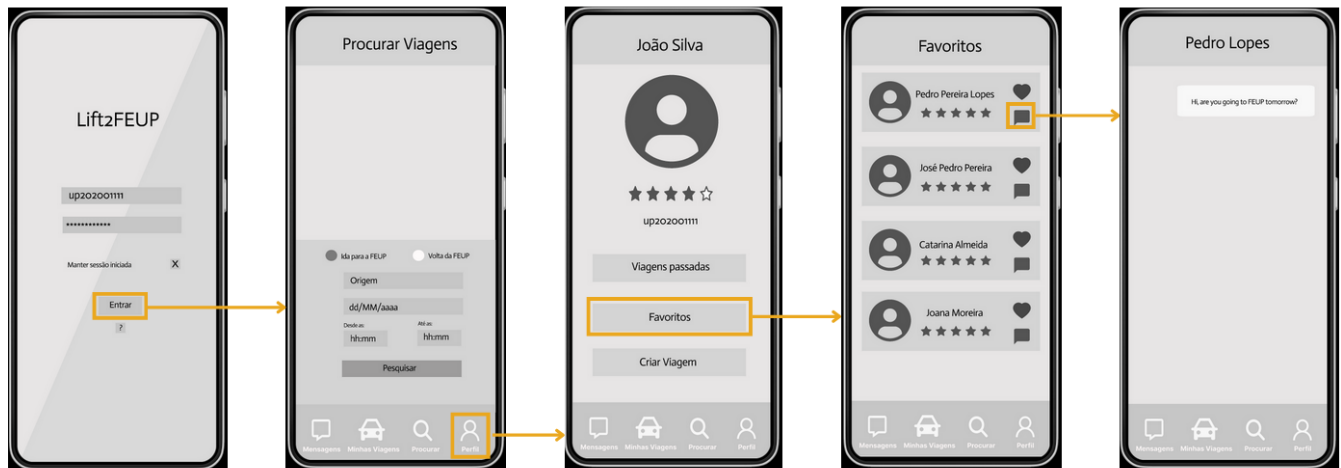 Lift2FEUP
up202001111
••••••••••••
Manter sessão iniciada X
Entrar
?
Procurar Viagens
Ida para a FEUP Volta da FEUP
Origem
dd/MM/aaaa
Desde as: Até as:
hh:mm hh:mm
Pesquisar
Mensagens Minhas Viagens Procurar Perfil
João Silva
up202001111
Viagens passadas
Favoritos
Criar Viagem
Mensagens Minhas Viagens Procurar Perfil
Favoritos
Pedro Pereira Lopes
José Pedro Pereira
Catarina Almeida
Joana Moreira
Mensagens Minhas Viagens Procurar Perfil
Pedro Lopes
Hi, are you going to FEUP tomorrow?
Mensagens Minhas Viagens Procurar Perfil